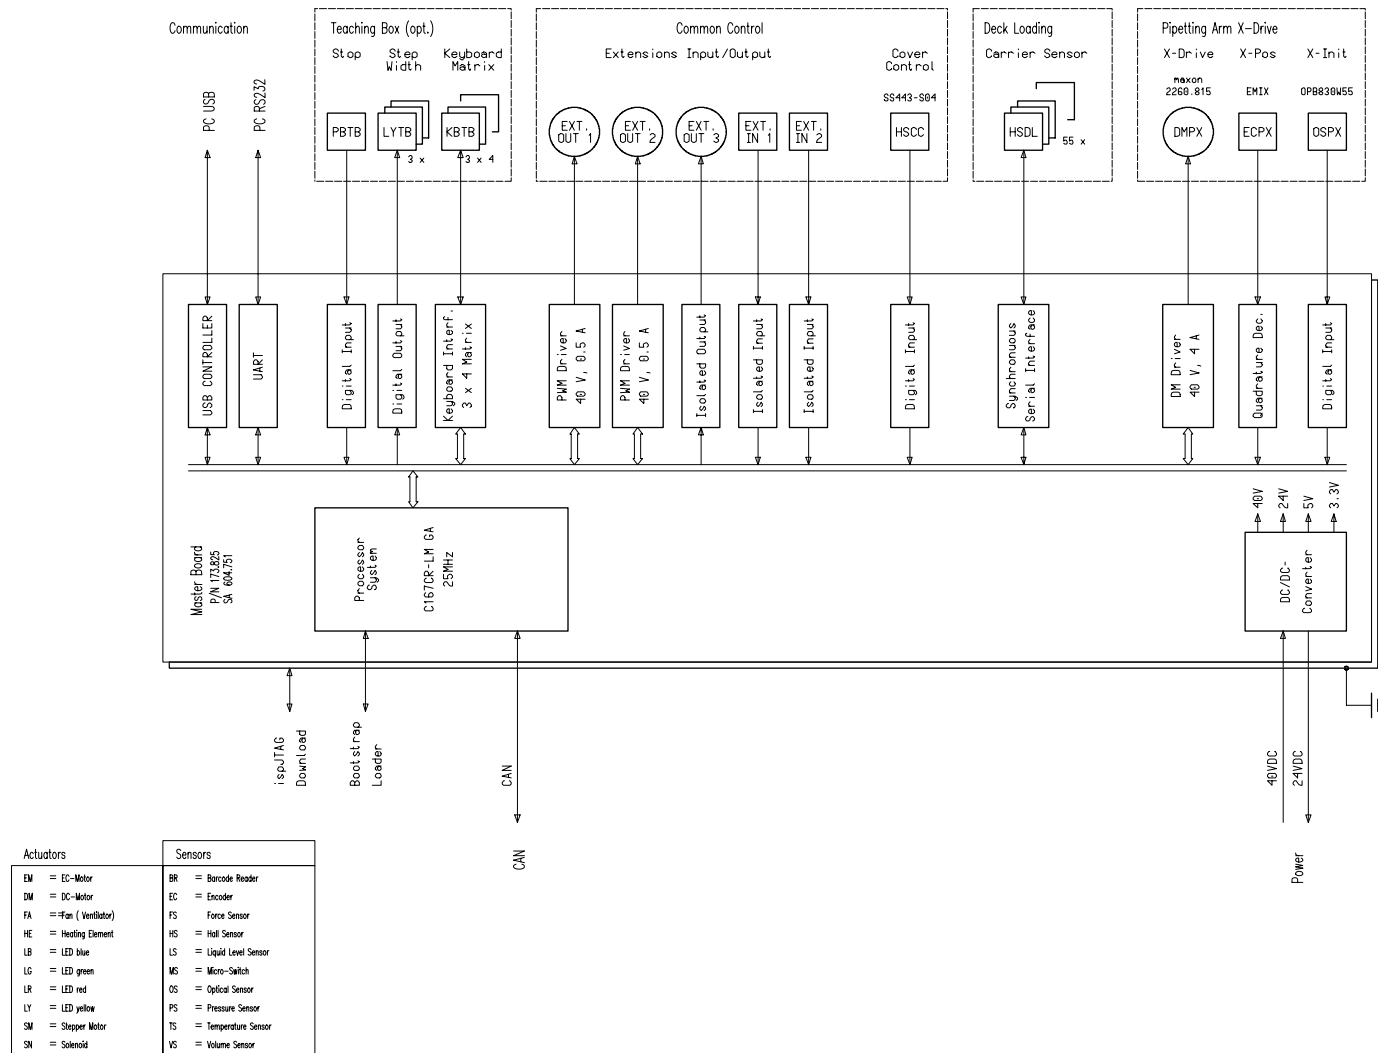 Communication
PC USB
PC RS232
Teaching Box (opt.)
Stop
Step
Width
Keyboard
Matrix
PBTB
LYTB
3 x
KBTB
3 x 4
Common Control
Extensions Input/Output
Cover
Control
SS443-S04
EXT.
OUT 1
EXT.
OUT 2
EXT.
OUT 3
EXT.
IN 1
EXT.
IN 2
HSCC
Deck Loading
Carrier Sensor
HSDL
55 x
Pipetting Arm X-Drive
X-Drive
X-Pos
X-Init
maxon
2260.815
EMIX
OPB830W55
DMPX
ECPX
OSPX
USB CONTROLLER
UART
Digital Input
Digital Output
Keyboard Interf.
3 x 4 Matrix
PWM Driver
40 V, 0.5 A
PWM Driver
40 V, 0.5 A
Isolated Output
Isolated Input
Isolated Input
Digital Input
Synchronuous
Serial Interface
DM Driver
40 V, 4 A
Quadrature Dec.
Digital Input
Master Board
P/N 173.825
SA 604.751
Processor
System
C167CR-LM GA
25MHz
40V
24V
5V
3.3V
DC/DC-
Converter
ispJTAG
Download
Bootstrap
Loader
CAN
CAN
40VDC
24VDC
Power
Actuators
EM = EC-Motor
DM = DC-Motor
FA == Fan ( Ventilator)
HE = Heating Element
LB = LED blue
LG = LED green
LR = LED red
LY = LED yellow
SM = Stepper Motor
SN = Solenoid
Sensors
BR = Barcode Reader
EC = Encoder
FS Force Sensor
HS = Hall Sensor
LS = Liquid Level Sensor
MS = Micro-Switch
OS = Optical Sensor
PS = Pressure Sensor
TS = Temperature Sensor
VS = Volume Sensor